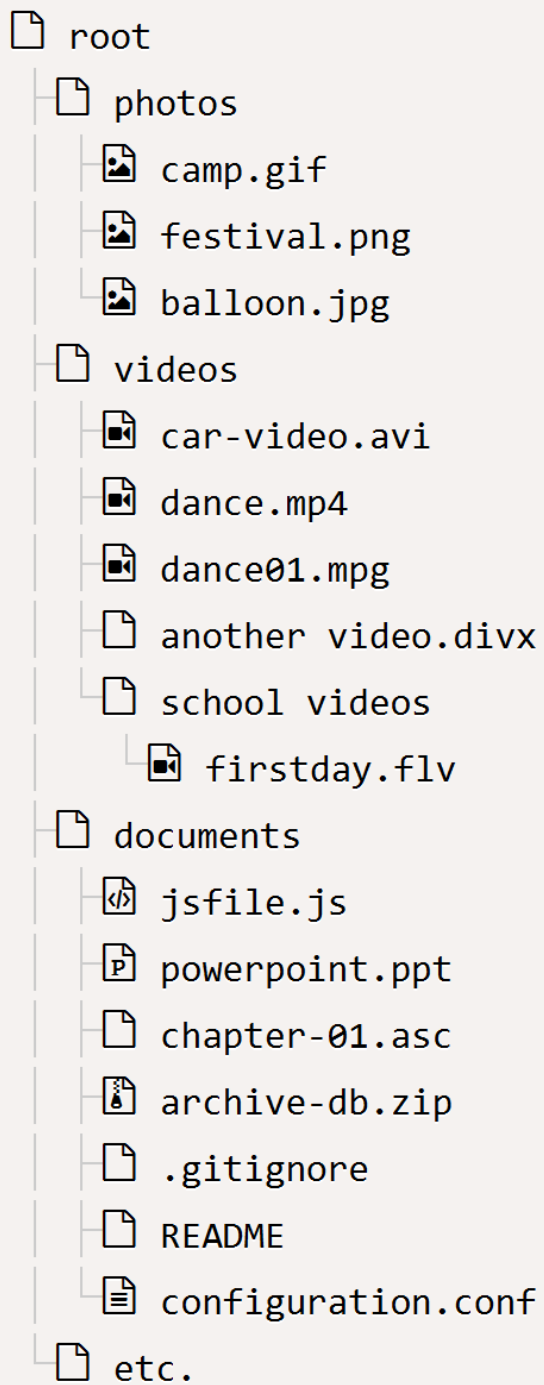 root
photos
camp.gif
festival.png
balloon.jpg
videos
car-video.avi
dance.mp4
dance01.mpg
another video.divx
school videos
firstday.flv
documents
jsfile.js
powerpoint.ppt
chapter-01.asc
archive-db.zip
.gitignore
README
configuration.conf
etc.